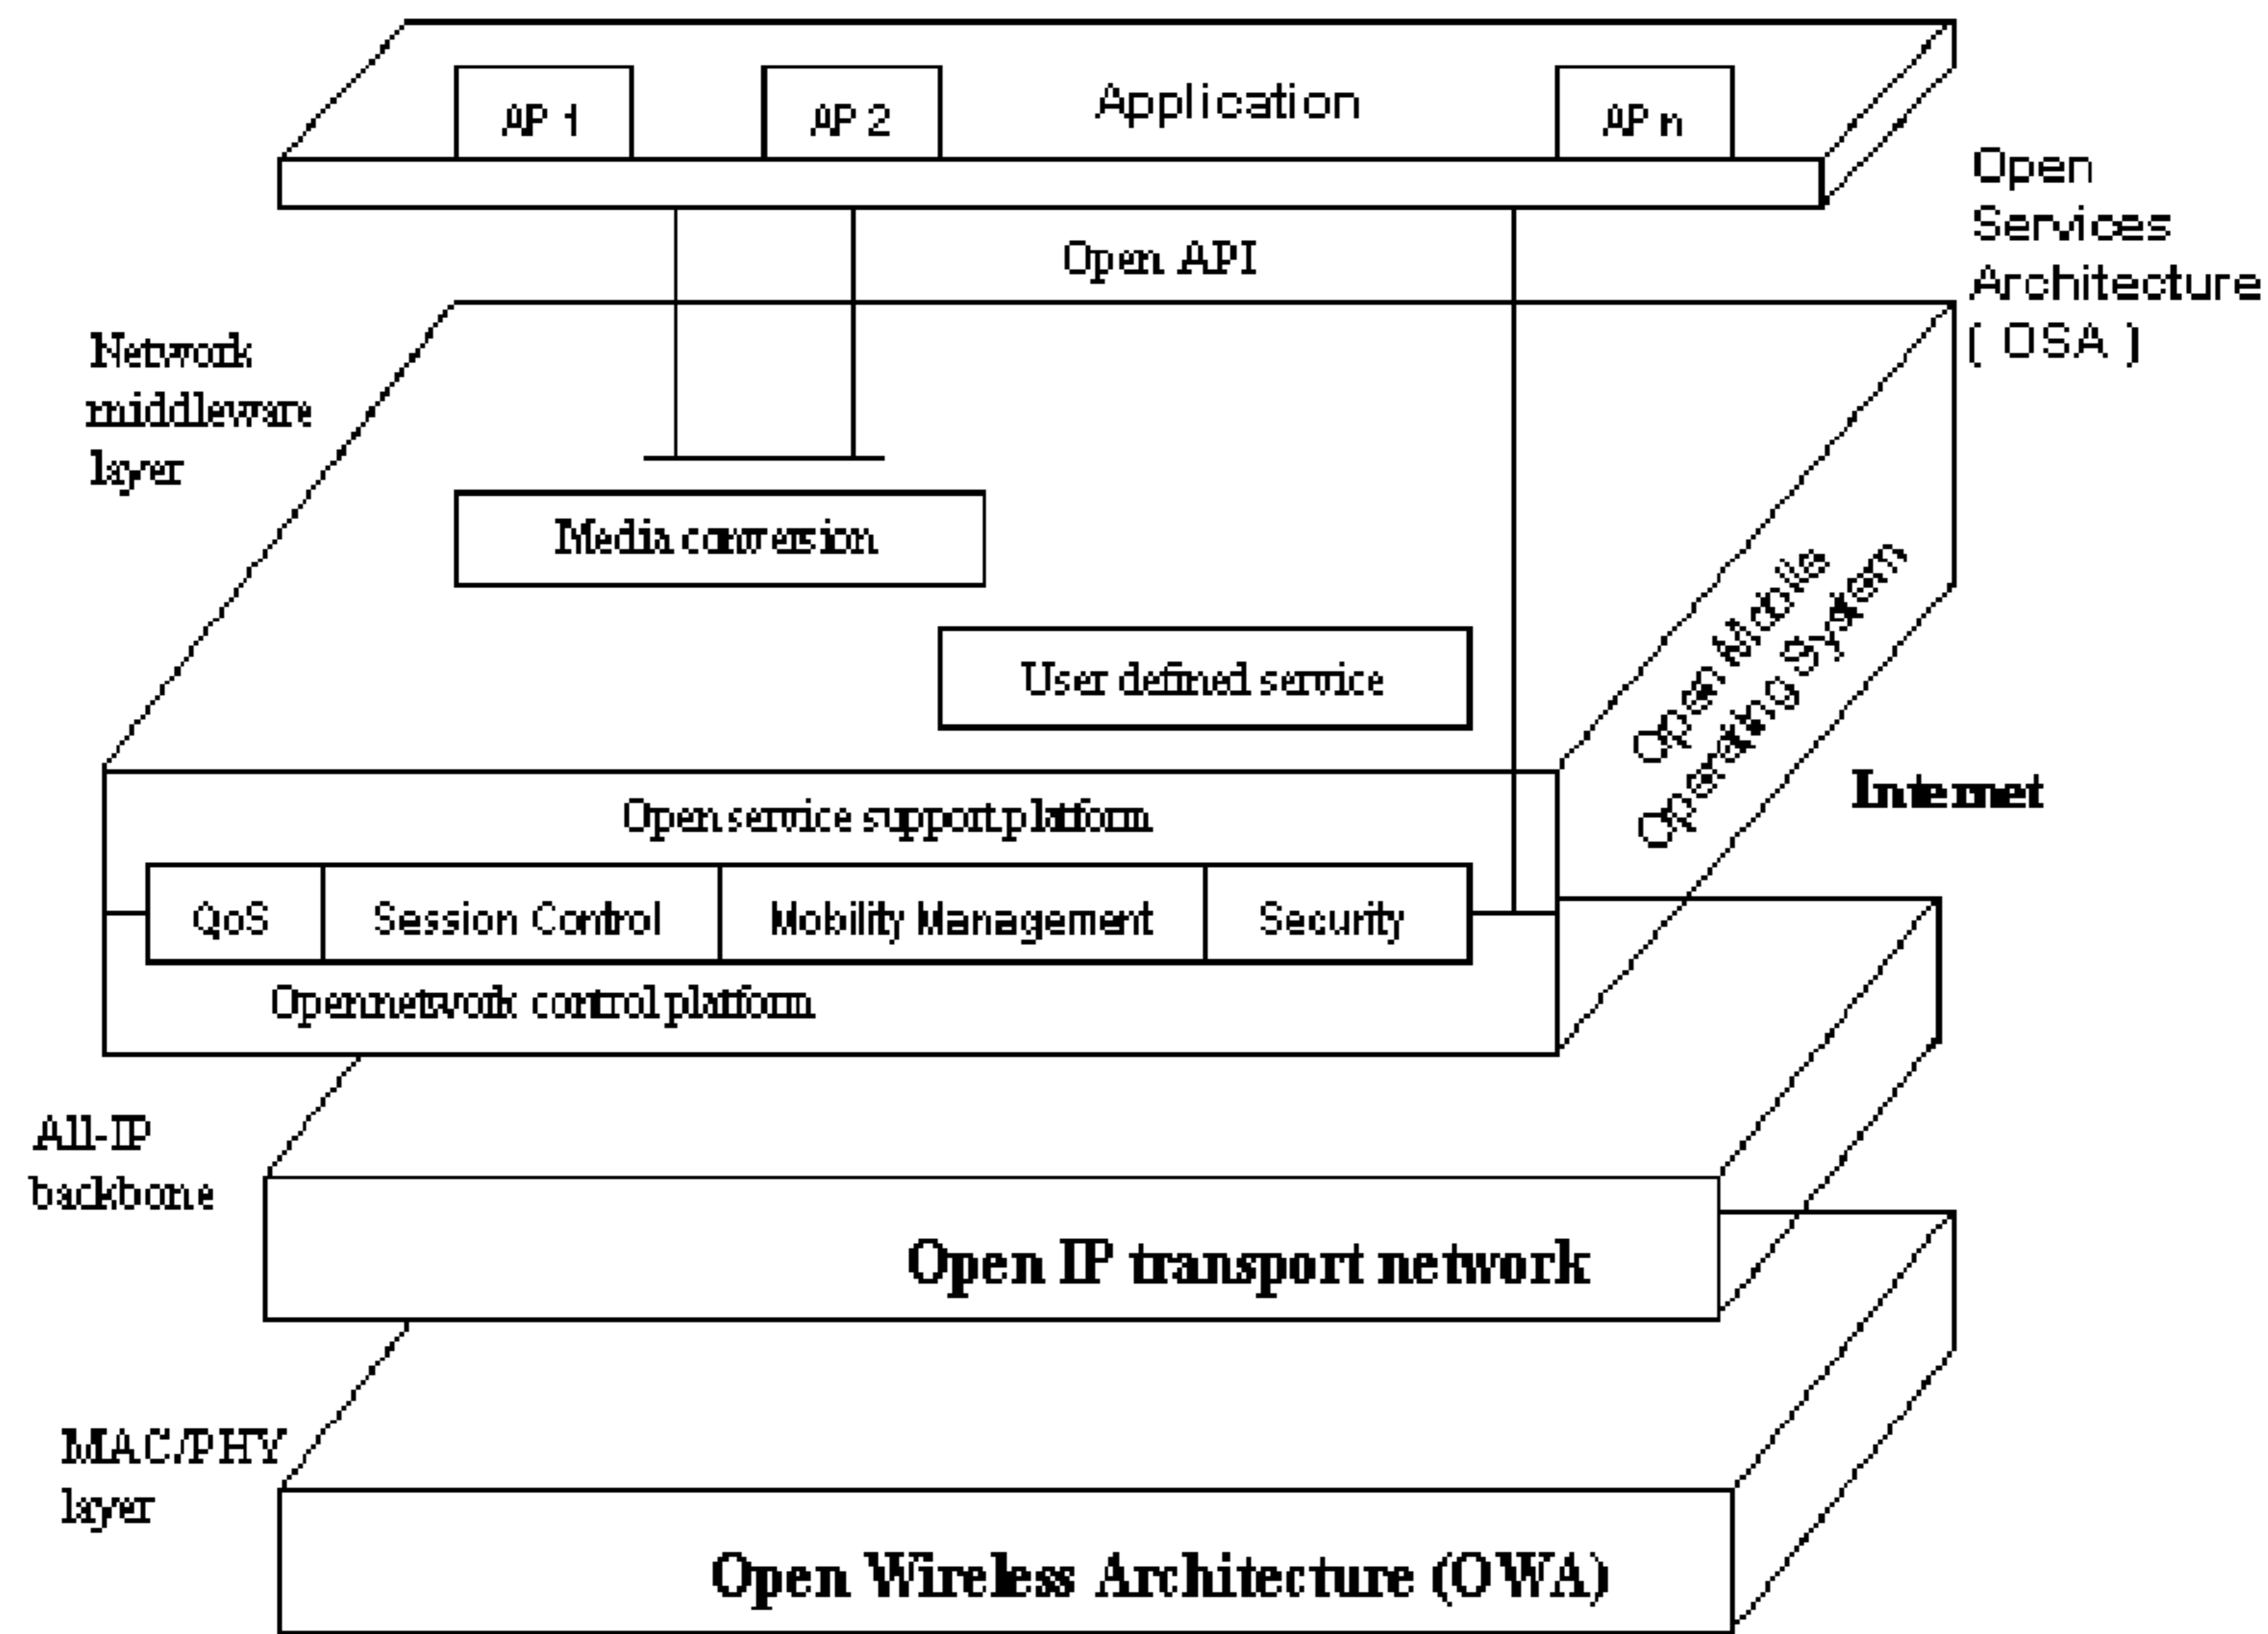 AP 1
AP 2
Application
AP n
Open
Services
Architecture
( OSA )
Open API
Network
middleware
layer
Media conversion
User defined service
Open Mobile
Operating System
Internet
Open service support platform
QoS
Session Control
Mobility Management
Security
Open network control platform
All-IP
backbone
Open IP transport network
MAC/PHY
layer
Open Wireless Architecture (OWA)